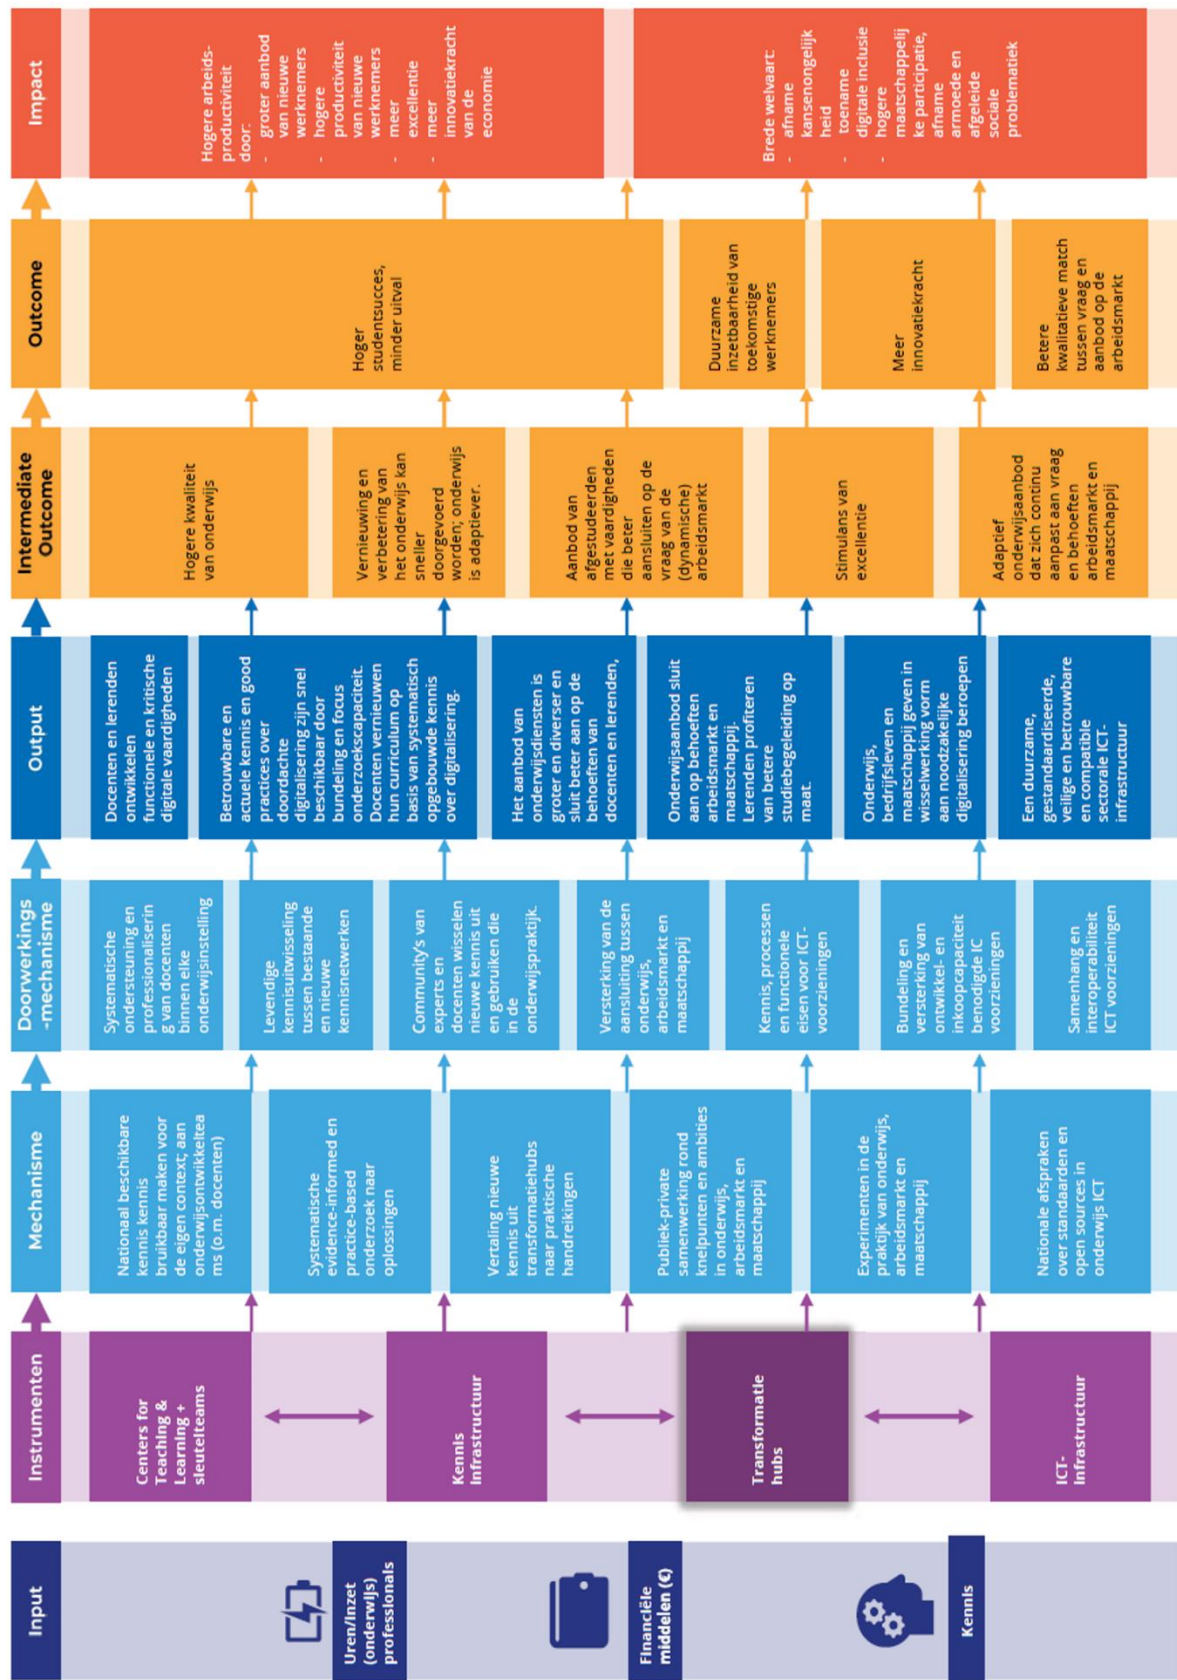 Input
Uren/Inzet
(onderwijs)
professionals
Financiële
middelen (€)
Kennis
Instrumenten
Centers for
Teaching &
Learning +
sleutelteams
Kennis
Infrastructuur
Transformatie
hubs
ICT-
Infrastructuur
Mechanisme
Nationaal beschikbare
kennis kennis
bruikbaar maken voor
de eigen context; aan
onderwijsontwikkeltea
ms (o.m. docenten)
Systematische
evidence-informed en
practice-based
onderzoek naar
oplossingen
Vertaling nieuwe
kennis uit
transformatiehubs
naar praktische
handreikingen
Publiek-private
samenwerking rond
knelpunten en ambities
in onderwijs,
arbeidsmarkt en
maatschappij
Experimenten in de
praktijk van onderwijs,
arbeidsmarkt en
maatschappij
Nationale afspraken
over standaarden en
open sources in
onderwijs ICT
Doorwerkings
-mechanisme
Systematische
ondersteuning en
professionaliserin
g van docenten
binnen elke
onderwijsinstelling
Levendige
kennisuitwisseling
tussen bestaande
en nieuwe
kennisnetwerken
Community's van
experts en
docenten wisselen
nieuwe kennis uit
en gebruiken die
in de
onderwijspraktijk.
Versterking van de
aansluiting tussen
onderwijs,
arbeidsmarkt en
maatschappij
Kennis, processen
en functionele
eisen voor ICT-
voorzieningen
Bundeling en
versterking van
ontwikkel- en
inkoopcapaciteit
benodigde IC
voorzieningen
Samenhang en
interoperabiliteit
ICT voorzieningen
Output
Docenten en lerenden
ontwikkelen
functionele en kritische
digitale vaardigheden
Betrouwbare en
actuele kennis en good
practices over
doordachte
digitalisering zijn snel
beschikbaar door
bundeling en focus
onderzoekscapaciteit.
Docenten vernieuwen
hun curriculum op
basis van systematisch
opgebouwde kennis
over digitalisering.
Het aanbod van
onderwijsdiensten is
groter en diverser en
sluit beter aan op de
behoeften van
docenten en lerenden,
Onderwijsaanbod sluit
aan op behoeften
arbeidsmarkt en
maatschappij.
Lerenden profiteren
van betere
studiebegeleiding op
maat.
Onderwijs,
bedrijfsleven en
maatschappij geven in
wisselwerking vorm
aan noodzakelijke
digitalisering beroepen
Een duurzame,
gestandaardiseerde,
veilige en betrouwbare
en compatible
sectorale ICT-
infrastructuur
Intermediate
Outcome
Hogere kwaliteit
van onderwijs
Vernieuwing en
verbetering van
het onderwijs kan
sneller
doorgevoerd
worden; onderwijs
is adaptiever.
Aanbod van
afgestudeerden
met vaardigheden
die beter
aansluiten op de
vraag van de
(dynamische)
arbeidsmarkt
Stimulans van
excellentie
Adaptief
onderwijsaanbod
dat zich continu
aanpast aan vraag
en behoeften
arbeidsmarkt en
maatschappij
Outcome
Hoger
studentsucces,
minder uitval
Duurzame
inzetbaarheid van
toekomstige
werknemers
Meer
innovatiekracht
Betere
kwalitatieve match
tussen vraag en
aanbod op de
arbeidsmarkt
Impact
Hogere arbeids-
productiviteit
door:
- groter aanbod
van nieuwe
werknemers
- hogere
productiviteit
van nieuwe
werknemers
- meer
excellentie
- meer
innovatiekracht
van de
economie
Brede welvaart:
- afname
kansenongelijk
heid
- toename
digitale inclusie
- hogere
maatschappelij
ke participatie,
afname
armoede en
afgeleide
sociale
problematiek